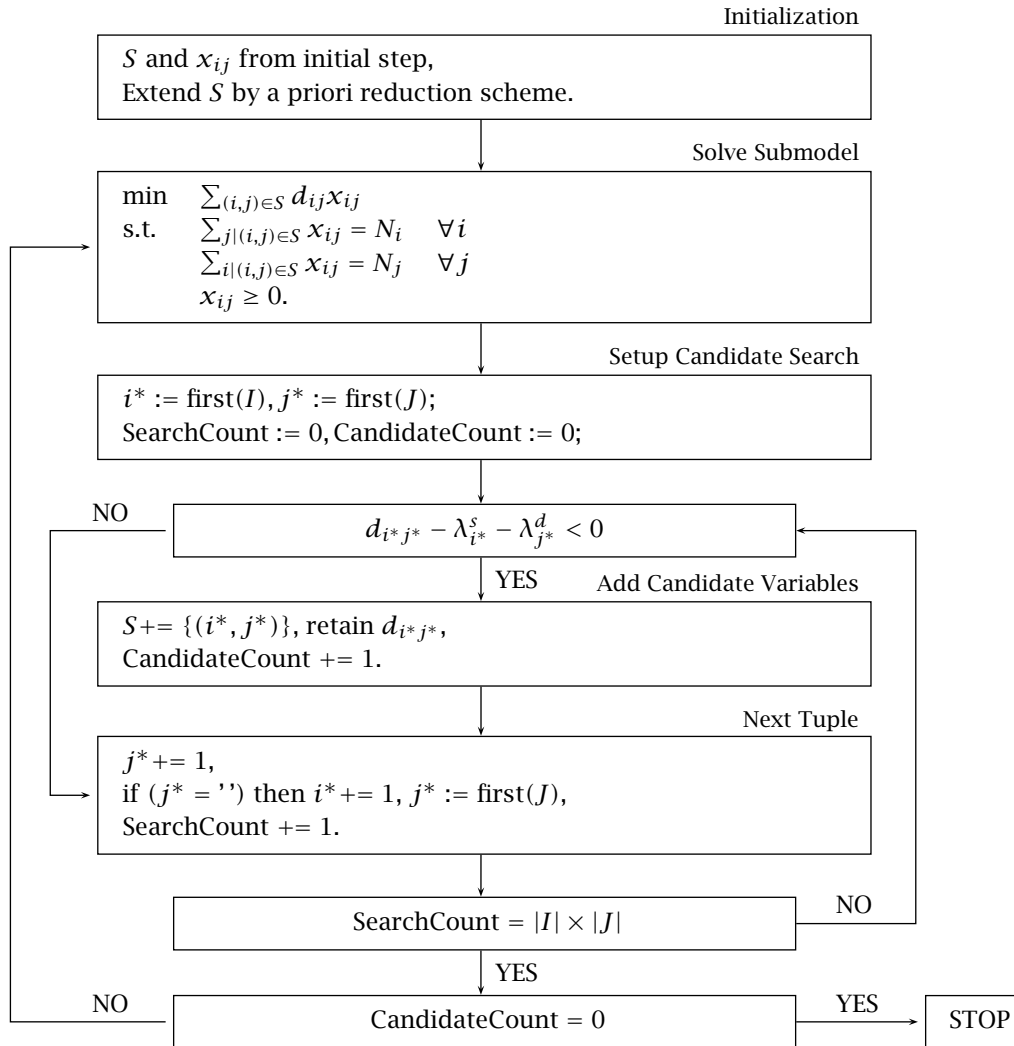 Initialization
S and x_{ij} from initial step,
Extend S by a priori reduction scheme.
Solve Submodel
min ∑_{(i,j)∈S} d_{ij}x_{ij}
s.t. ∑_{j|(i,j)∈S} x_{ij} = N_i ∀i
∑_{i|(i,j)∈S} x_{ij} = N_j ∀j
x_{ij} ≥ 0.
Setup Candidate Search
i* := first(I), j* := first(J);
SearchCount := 0, CandidateCount := 0;
NO
d_{i*j*} − λ^s_{i*} − λ^d_{j*} < 0
YES
Add Candidate Variables
S += {(i*, j*)}, retain d_{i*j*},
CandidateCount += 1.
Next Tuple
j* += 1,
if (j* = ’’) then i* += 1, j* := first(J),
SearchCount += 1.
SearchCount = |I| × |J|
NO
YES
NO
CandidateCount = 0
YES
STOP